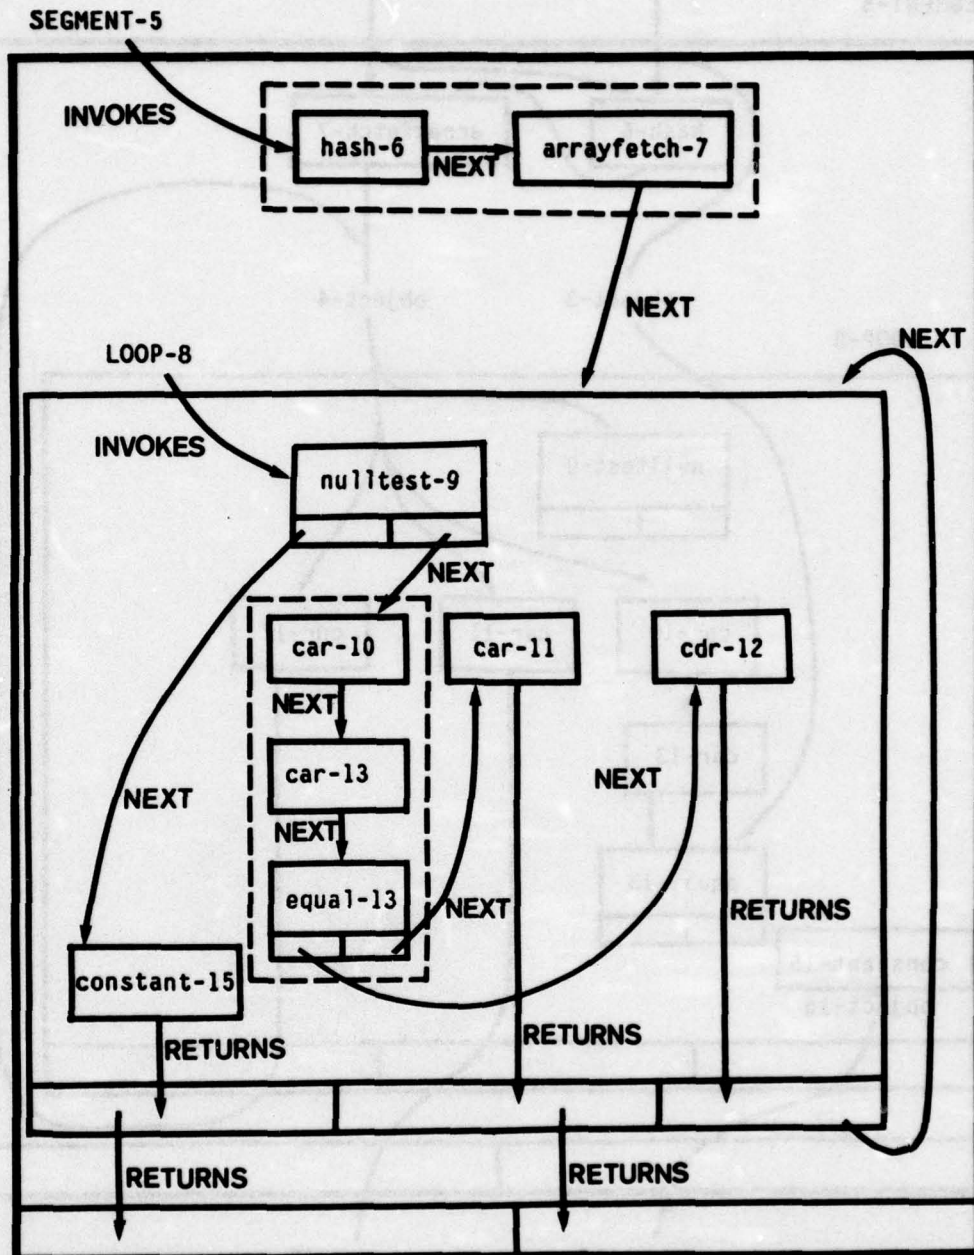 SEGMENT-5
INVOKES
hash-6
NEXT
arrayfetch-7
NEXT
NEXT
LOOP-8
INVOKES
nulltest-9
NEXT
car-10
car-11
cdr-12
NEXT
car-13
NEXT
NEXT
NEXT
equal-13
NEXT
RETURNS
constant-15
RETURNS
RETURNS
RETURNS
RETURNS